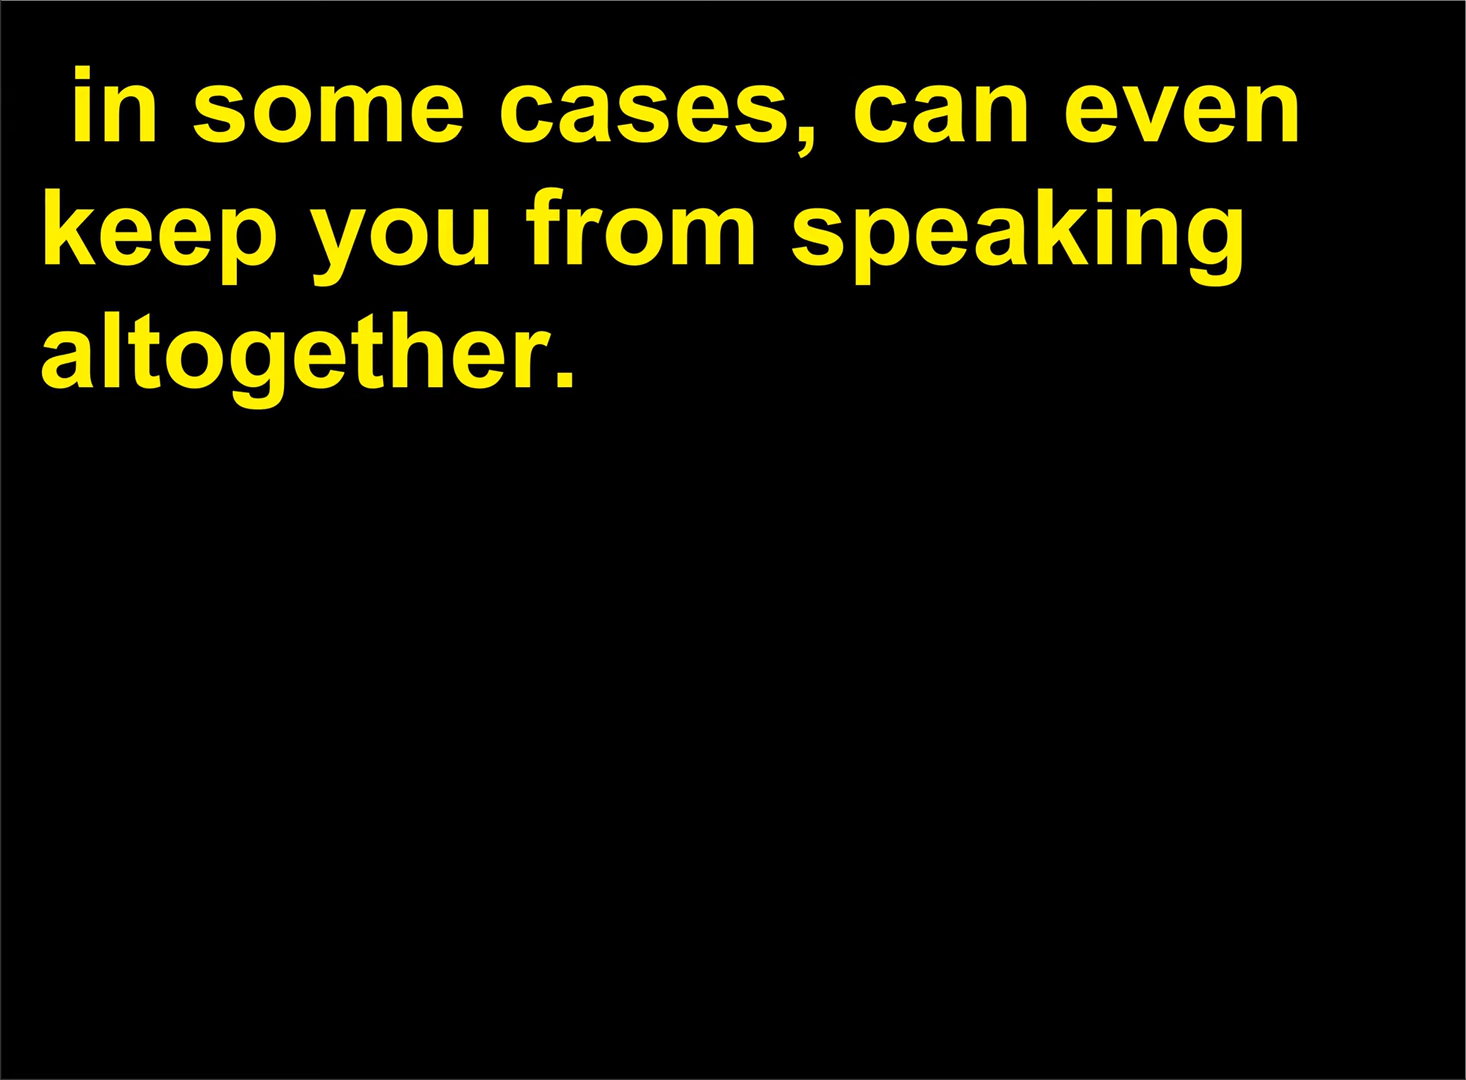 in some cases, can even
keep you from speaking
altogether.